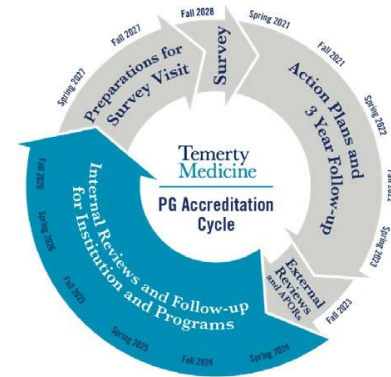 Temerty
Medicine
PG Accreditation
Cycle
Survey
Action Plans and
3 Year Follow-up
External
Reviews
and APORs
Internal Reviews and Follow-up
for Institution and Programs
Preparations for
Survey Visit
Spring 2021
Fall 2021
Spring 2022
Fall 2022
Spring 2023
Fall 2023
Spring 2024
Fall 2024
Spring 2025
Fall 2025
Spring 2026
Fall 2026
Spring 2027
Fall 2027
Fall 2028